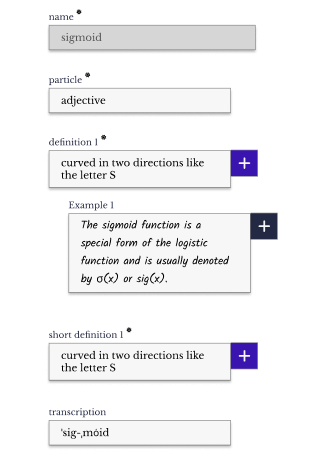 name *
sigmoid
particle *
adjective
definition 1 *
curved in two directions like
the letter S
+
Example 1
The sigmoid function is a
special form of the logistic
function and is usually denoted
by σ(x) or sig(x).
+
short definition 1 *
curved in two directions like
the letter S
+
transcription
'sig-ˌmóid